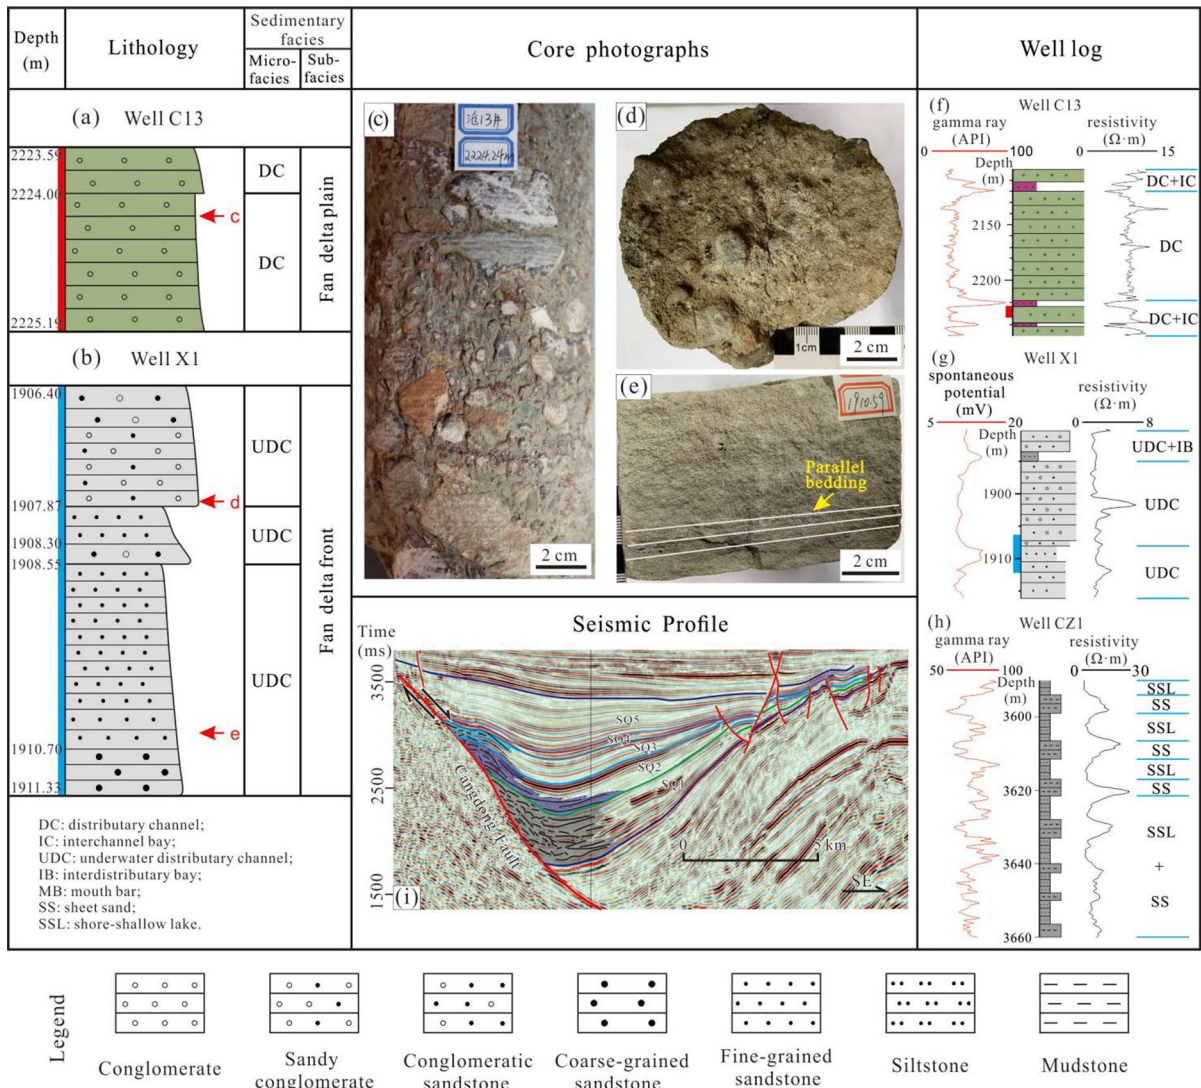 Depth
(m)
Lithology
Sedimentary
facies
Micro-
facies
Sub-
facies
Core photographs
Well log
(a) Well C13
2223.59
2224.00
2225.19
c
DC
DC
Fan delta plain
(b) Well X1
1906.40
1907.87
1908.30
1908.55
1910.70
1911.33
d
e
UDC
UDC
UDC
Fan delta front
DC: distributary channel;
IC: interchannel bay;
UDC: underwater distributary channel;
IB: interdistributary bay;
MB: mouth bar;
SS: sheet sand;
SSL: shore-shallow lake.
(c)
沧13井
2224.24m
2 cm
(d)
1cm
2 cm
(e)
1910.59
Parallel
bedding
2 cm
Seismic Profile
Time
(ms)
3500
2500
1500
SQ5
SQ4
SQ3
SQ2
SQ1
Cangdong Fault
0 5 km
SE
(i)
(f) Well C13
gamma ray
(API)
resistivity
(Ω·m)
0 100 0 15
Depth
(m)
2150
2200
DC+IC
DC
DC+IC
(g) Well X1
spontaneous
potential
(mV)
resistivity
(Ω·m)
5 20 0 8
Depth
(m)
1900
1910
UDC+IB
UDC
UDC
(h) Well CZ1
gamma ray
(API)
resistivity
(Ω·m)
50 100 0 30
Depth
(m)
3600
3620
3640
3660
SSL
SS
SSL
SS
SSL
SS
SSL
+
SS
Legend
Conglomerate
Sandy
conglomerate
Conglomeratic
sandstone
Coarse-grained
sandstone
Fine-grained
sandstone
Siltstone
Mudstone